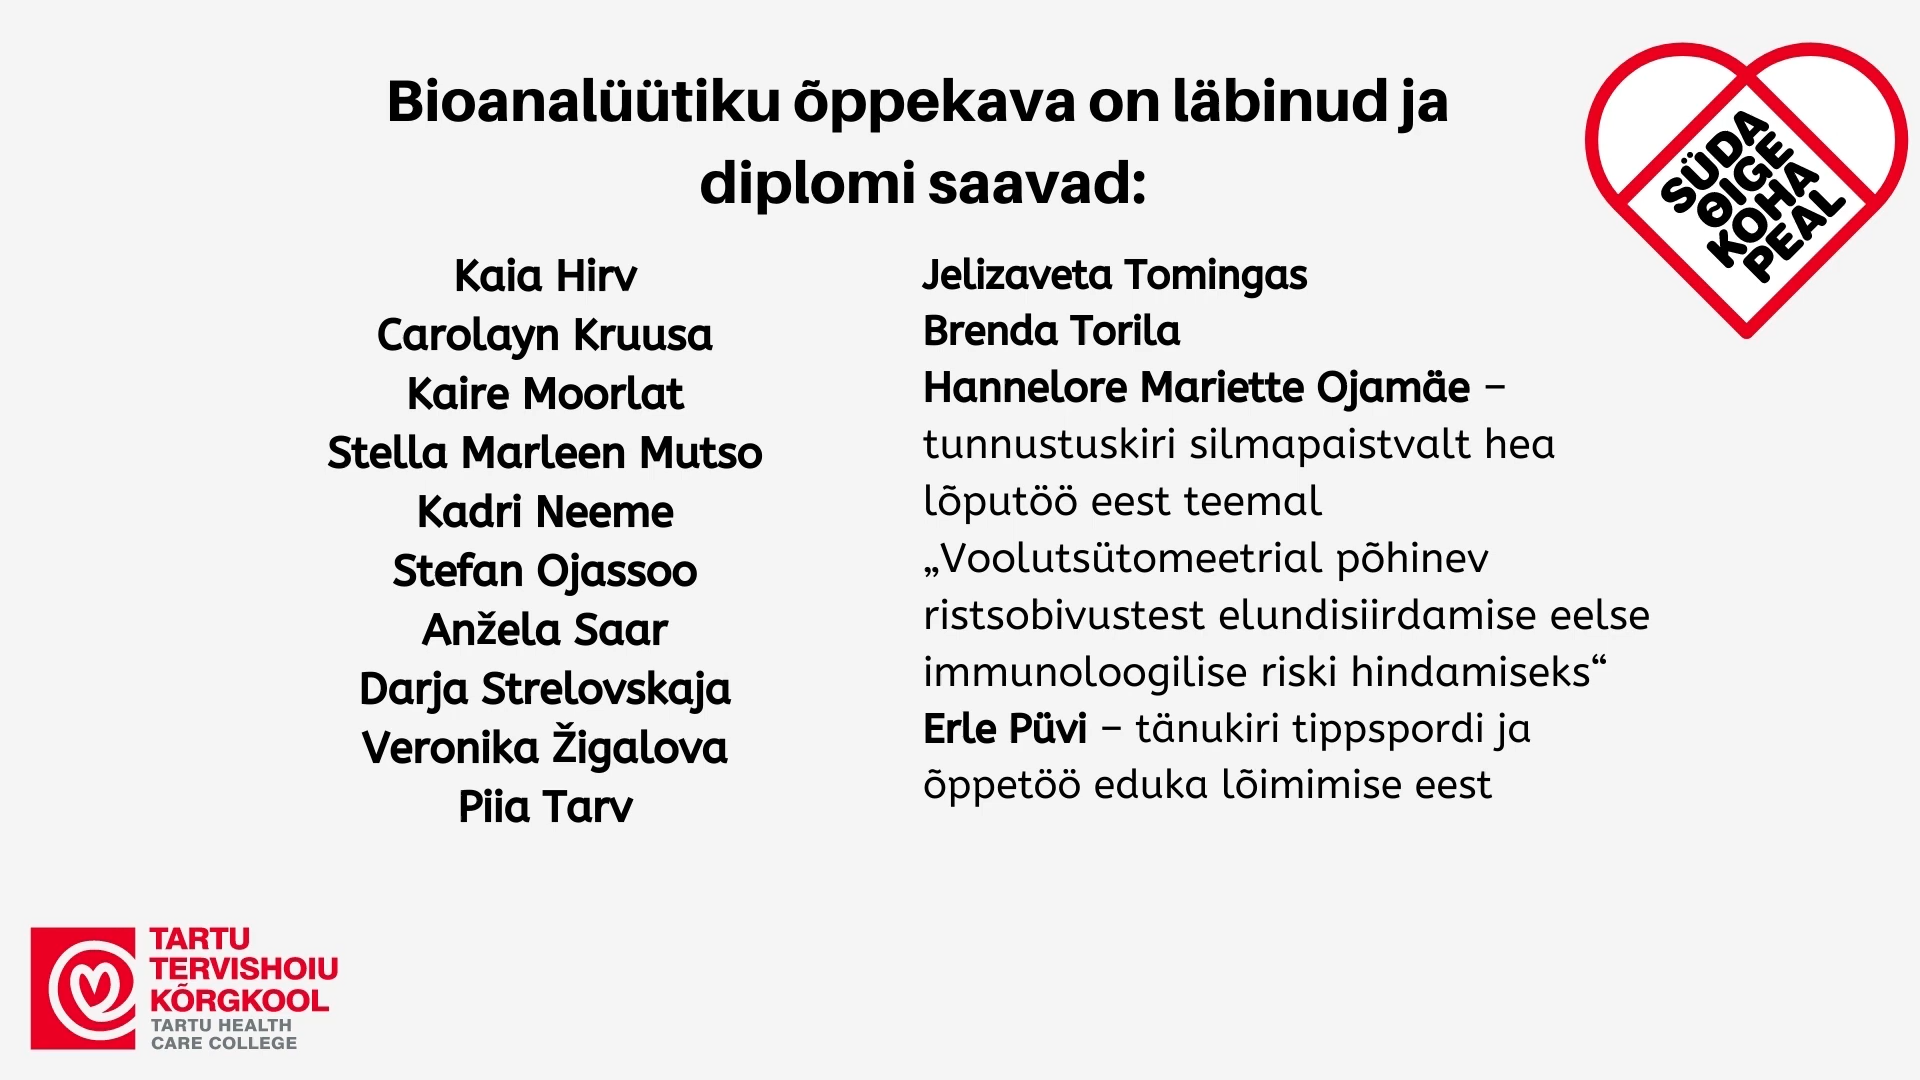 Bioanalüütiku õppekava on läbinud ja
diplomi saavad:
SÜDA
ÕIGE
KOHA
PEAL
Kaia Hirv
Carolayn Kruusa
Kaire Moorlat
Stella Marleen Mutso
Kadri Neeme
Stefan Ojassoo
Anžela Saar
Darja Strelovskaja
Veronika Žigalova
Piia Tarv
Jelizaveta Tomingas
Brenda Torila
Hannelore Mariette Ojamäe –
tunnustuskiri silmapaistvalt hea
lõputöö eest teemal
„Voolutsütomeetrial põhinev
ristsobivustest elundisiirdamise eelse
immunoloogilise riski hindamiseks“
Erle Püvi – tänukiri tippspordi ja
õppetöö eduka lõimimise eest
TARTU
TERVISHOIU
KÕRGKOOL
TARTU HEALTH
CARE COLLEGE